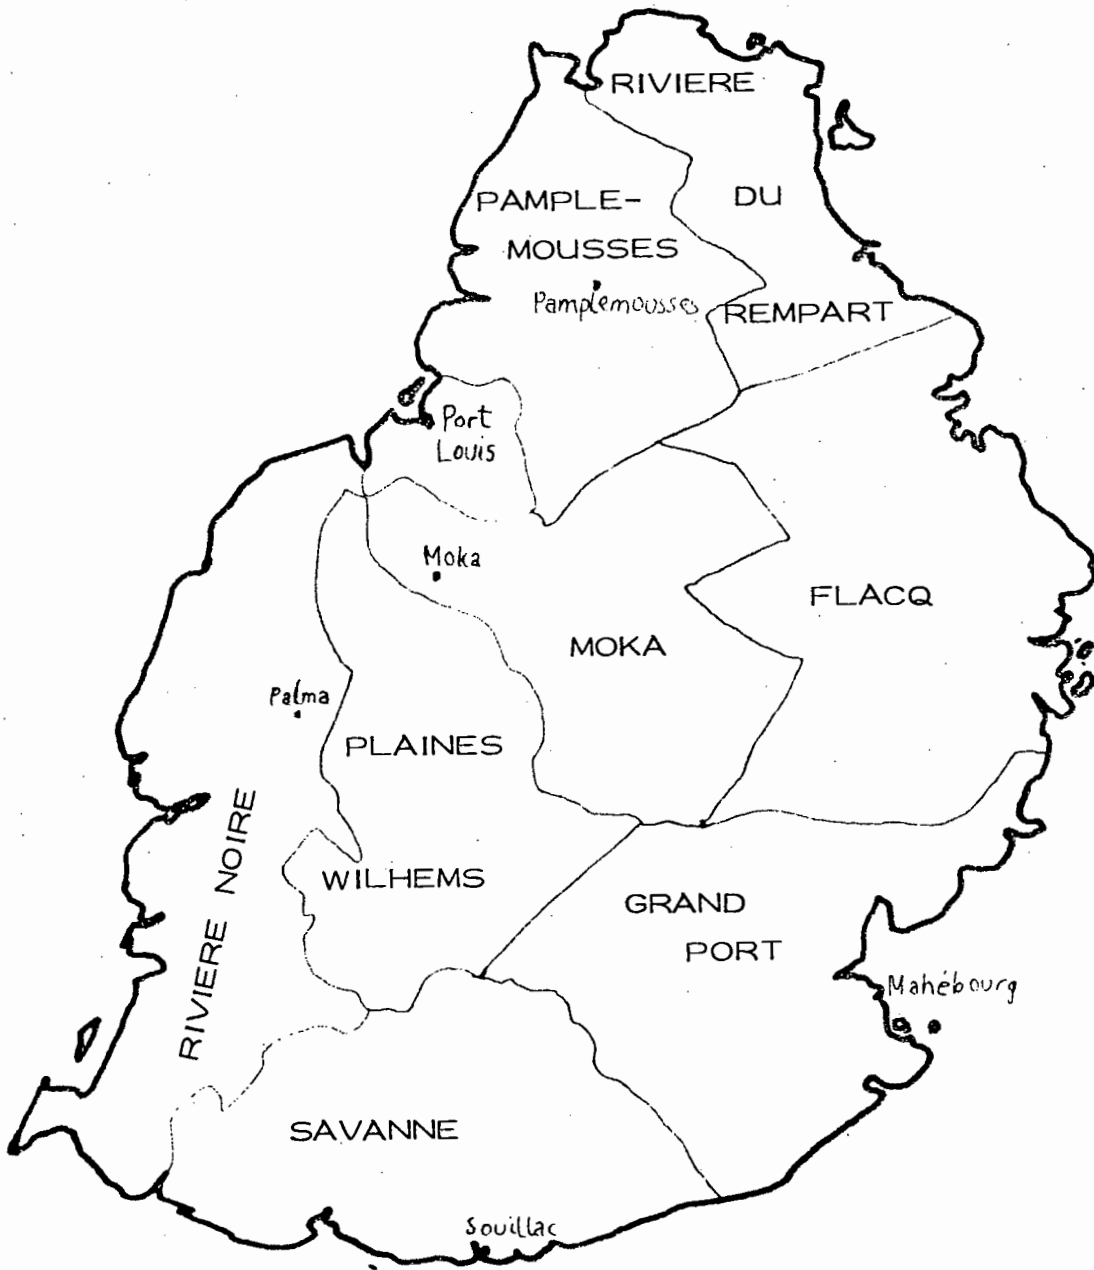 RIVIERE
DU
REMPART
PAMPLE-
MOUSSES
Pamplemousses
Port
Louis
Moka
FLACQ
MOKA
Palma
PLAINES
WILHEMS
RIVIERE NOIRE
GRAND
PORT
Mahébourg
SAVANNE
Souillac